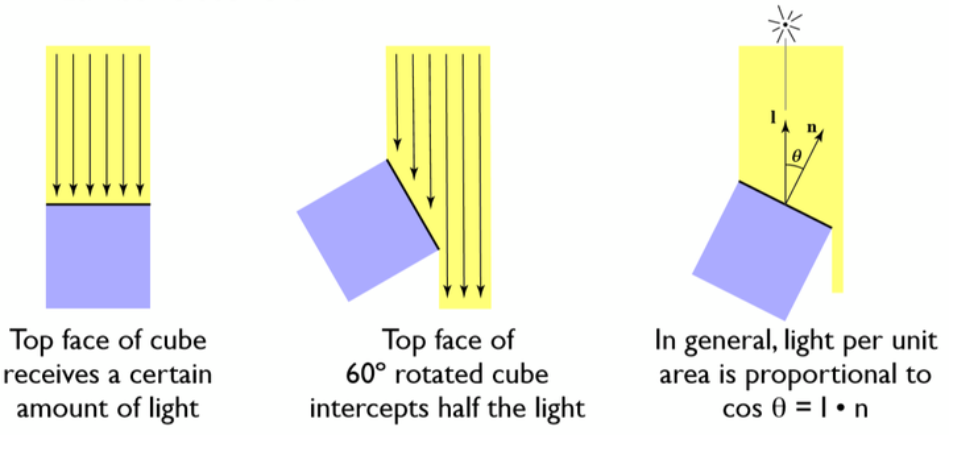 l
n
θ
Top face of cube
receives a certain
amount of light
Top face of
60° rotated cube
intercepts half the light
In general, light per unit
area is proportional to
cos θ = l • n